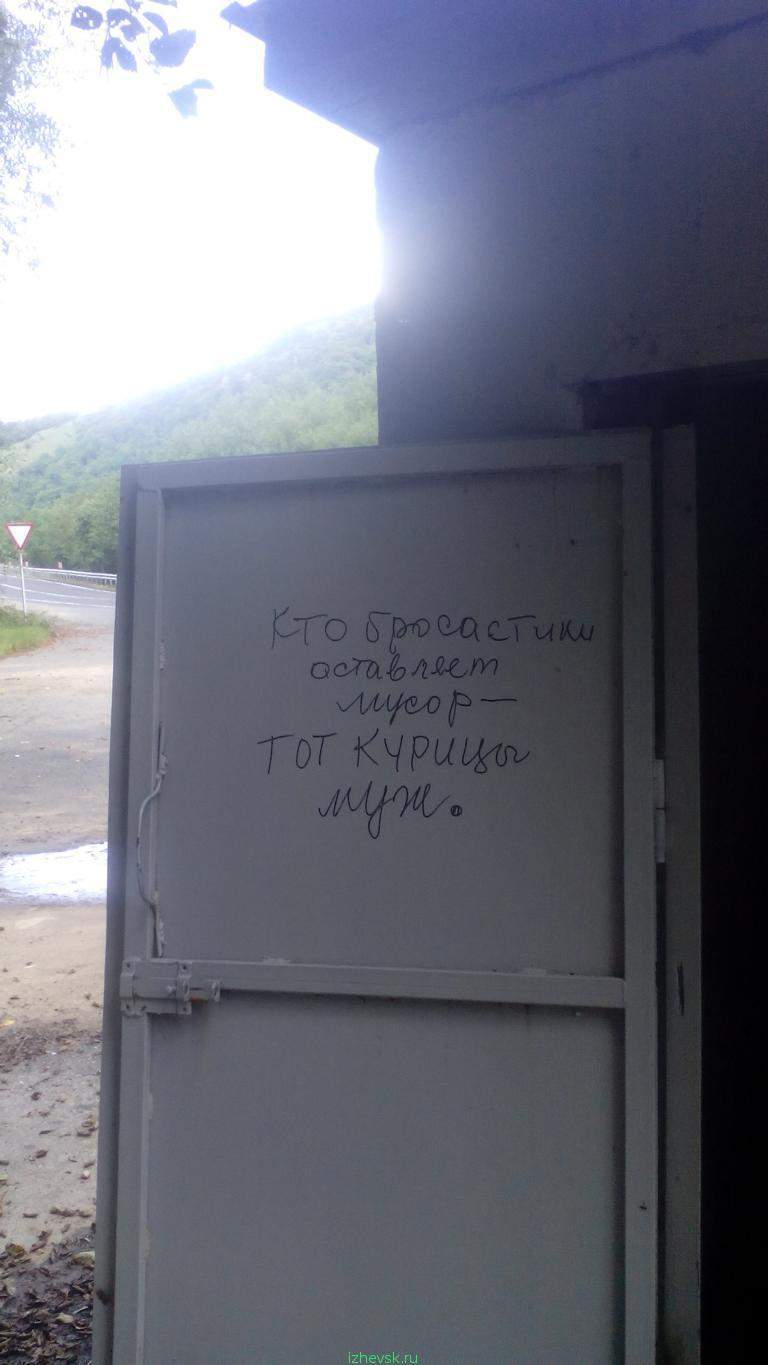 Кто бросастики
оставляет
мусор —
тот курицы
муж.
izhevsk.ru